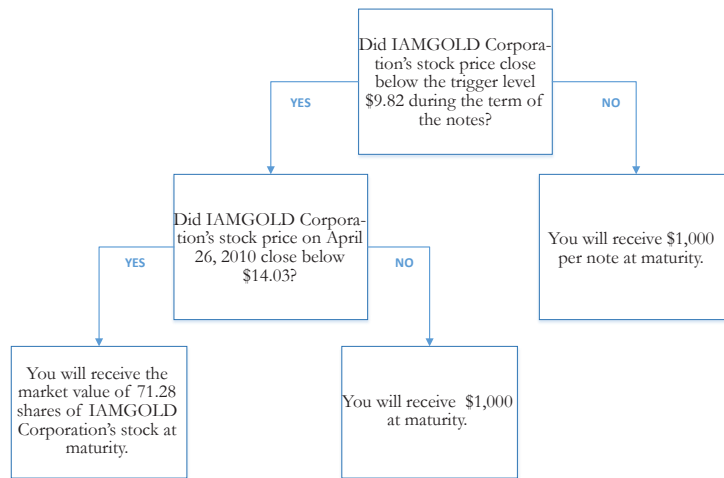 Did IAMGOLD Corpora-
tion's stock price close
below the trigger level
$9.82 during the term of
the notes?
YES
NO
Did IAMGOLD Corpora-
tion's stock price on April
26, 2010 close below
$14.03?
You will receive $1,000
per note at maturity.
YES
NO
You will receive the
market value of 71.28
shares of IAMGOLD
Corporation's stock at
maturity.
You will receive $1,000
at maturity.